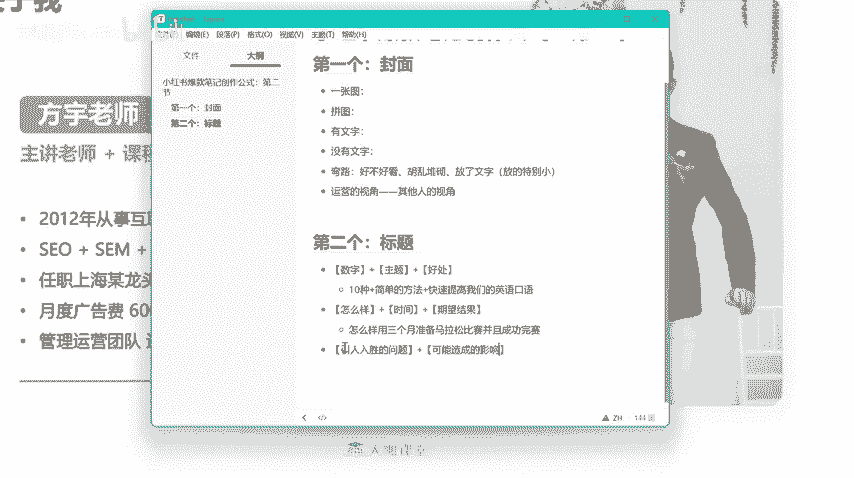 方宇老师
主讲老师 + 课程
2012年从事互联
SEO + SEM +
任职上海某龙头
月度广告费 600
管理运营团队
编辑(E) 段落(P) 格式(O) 视图(V) 主题(T) 帮助(H)
文件 大纲
小红书爆款笔记创作公式：第二
节
第一个：封面
第二个：标题
第一个：封面
一张图：
拼图：
有文字：
没有文字：
弯路：好不好看、胡乱堆砌、放了文字（放的特别小）
运营的视角——其他人的视角
第二个：标题
【数字】+【主题】+【好处】
10种+简单的方法+快速提高我们的英语口语
【怎么样】+【时间】+【期望结果】
怎么样用三个月准备马拉松比赛并且成功完赛
【引人入胜的问题】+【可能造成的影响】
ZH